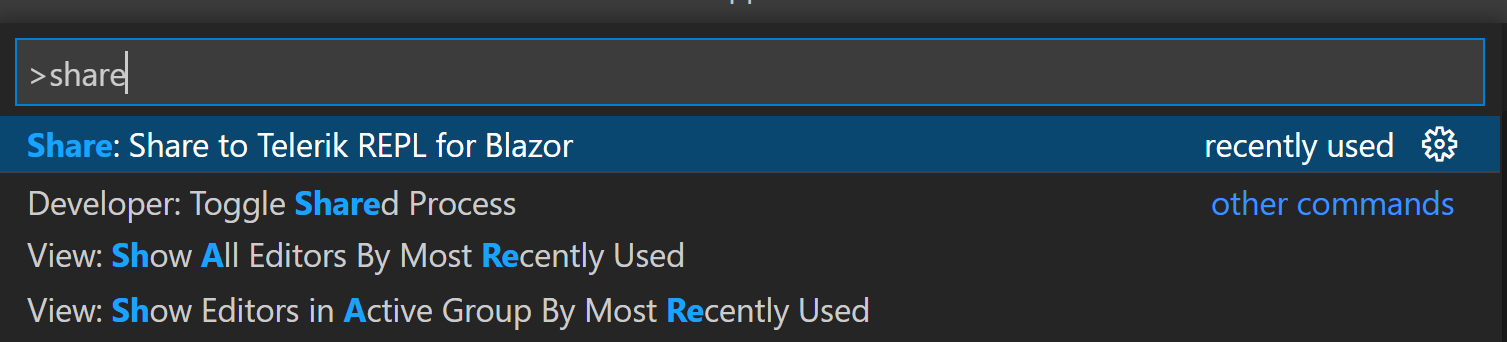 >share
Share: Share to Telerik REPL for Blazor recently used
Developer: Toggle Shared Process other commands
View: Show All Editors By Most Recently Used
View: Show Editors in Active Group By Most Recently Used